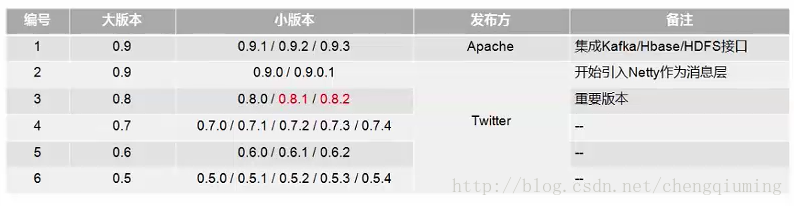 编号 大版本 小版本 发布方 备注
1 0.9 0.9.1 / 0.9.2 / 0.9.3 Apache 集成Kafka/Hbase/HDFS接口
2 0.9 0.9.0 / 0.9.0.1 开始引入Netty作为消息层
3 0.8 0.8.0 / 0.8.1 / 0.8.2 重要版本
4 0.7 0.7.0 / 0.7.1 / 0.7.2 / 0.7.3 / 0.7.4 Twitter --
5 0.6 0.6.0 / 0.6.1 / 0.6.2 --
6 0.5 0.5.0 / 0.5.1 / 0.5.2 / 0.5.3 / 0.5.4 --
http://blog.csdn.net/chengqiuming